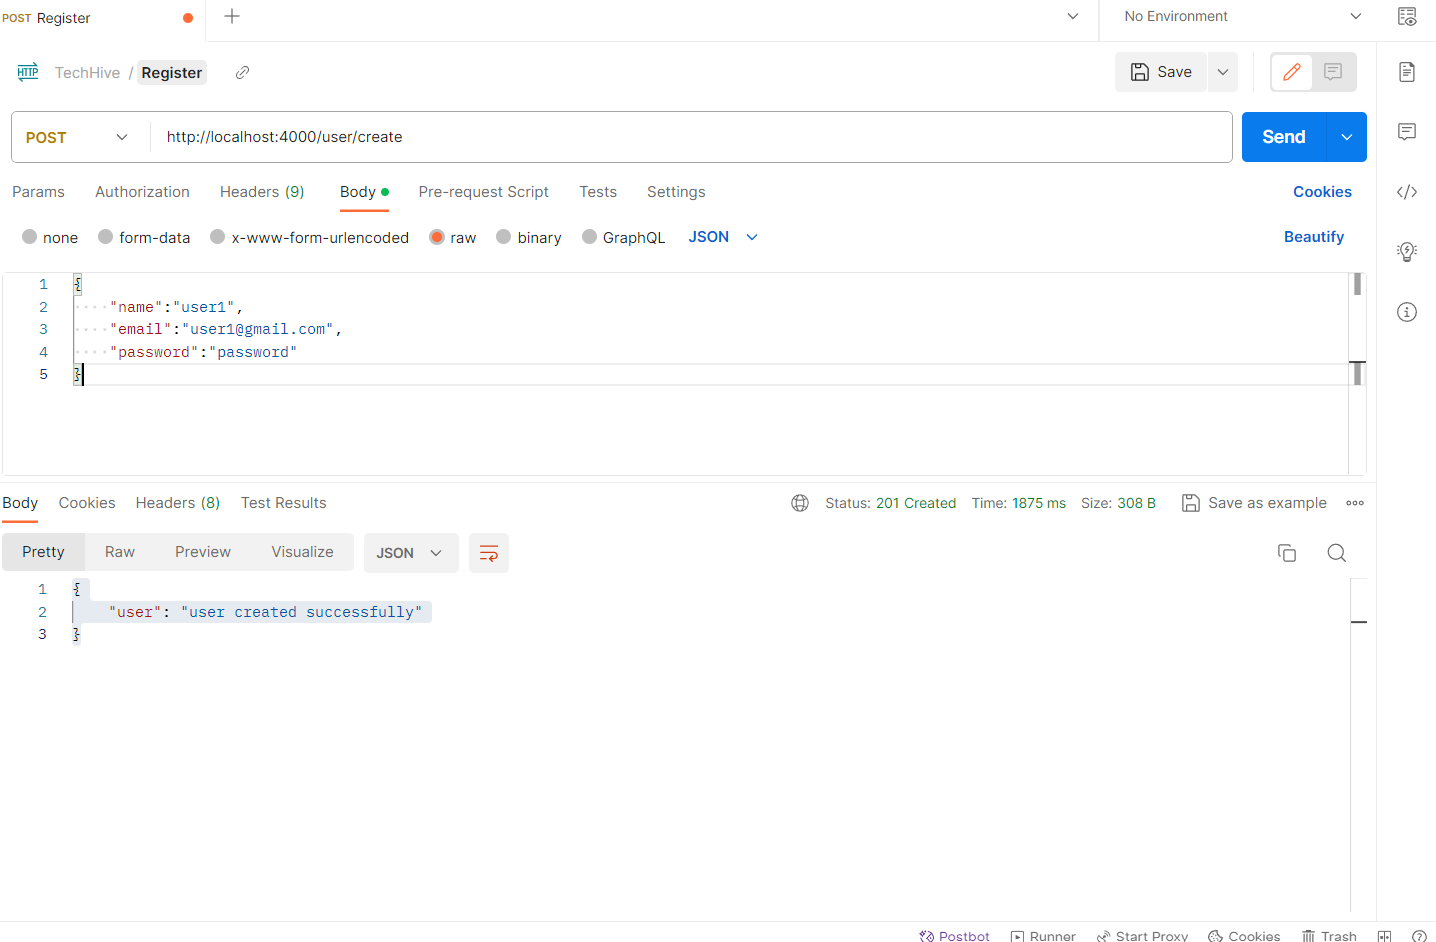 POST Register
No Environment
HTTP TechHive / Register
Save
POST http://localhost:4000/user/create
Send
Params Authorization Headers (9) Body Pre-request Script Tests Settings Cookies
none form-data x-www-form-urlencoded raw binary GraphQL JSON Beautify
1 {
2 "name":"user1",
3 "email":"user1@gmail.com",
4 "password":"password"
5 }
Body Cookies Headers (8) Test Results Status: 201 Created Time: 1875 ms Size: 308 B Save as example
Pretty Raw Preview Visualize JSON
1 {
2 "user": "user created successfully"
3 }
Postbot Runner Start Proxy Cookies Trash